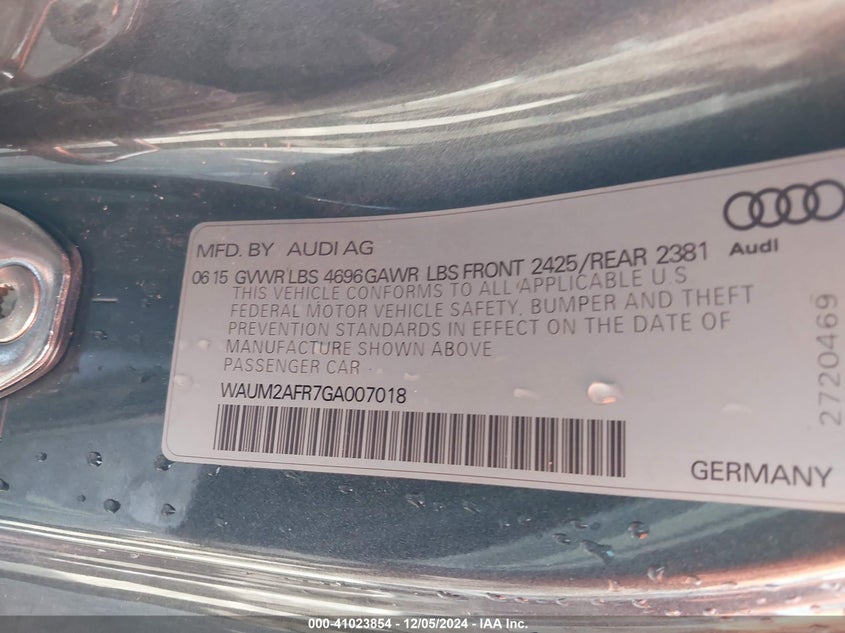 MFD. BY AUDI AG
Audi
06 15 GVWR LBS 4696 GAWR LBS FRONT 2425/REAR 2381
THIS VEHICLE CONFORMS TO ALL APPLICABLE U.S
FEDERAL MOTOR VEHICLE SAFETY, BUMPER AND THEFT
PREVENTION STANDARDS IN EFFECT ON THE DATE OF
MANUFACTURE SHOWN ABOVE
PASSENGER CAR
WAUM2AFR7GA007018
GERMANY
2720469
000-41023854 - 12/05/2024 - IAA Inc.